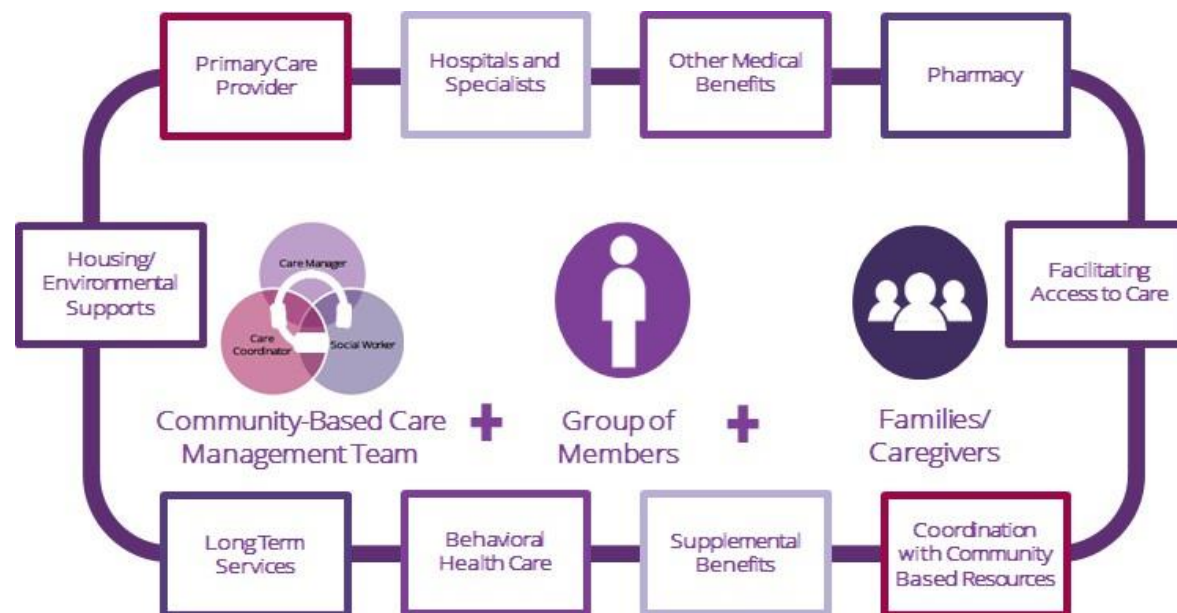 Primary Care
Provider
Hospitals and
Specialists
Other Medical
Benefits
Pharmacy
Housing/
Environmental
Supports
Care Manager
Care
Coordinator
Social Worker
Facilitating
Access to Care
Community-Based Care
Management Team
+
Group of
Members
+
Families/
Caregivers
Long Term
Services
Behavioral
Health Care
Supplemental
Benefits
Coordination
with Community
Based Resources